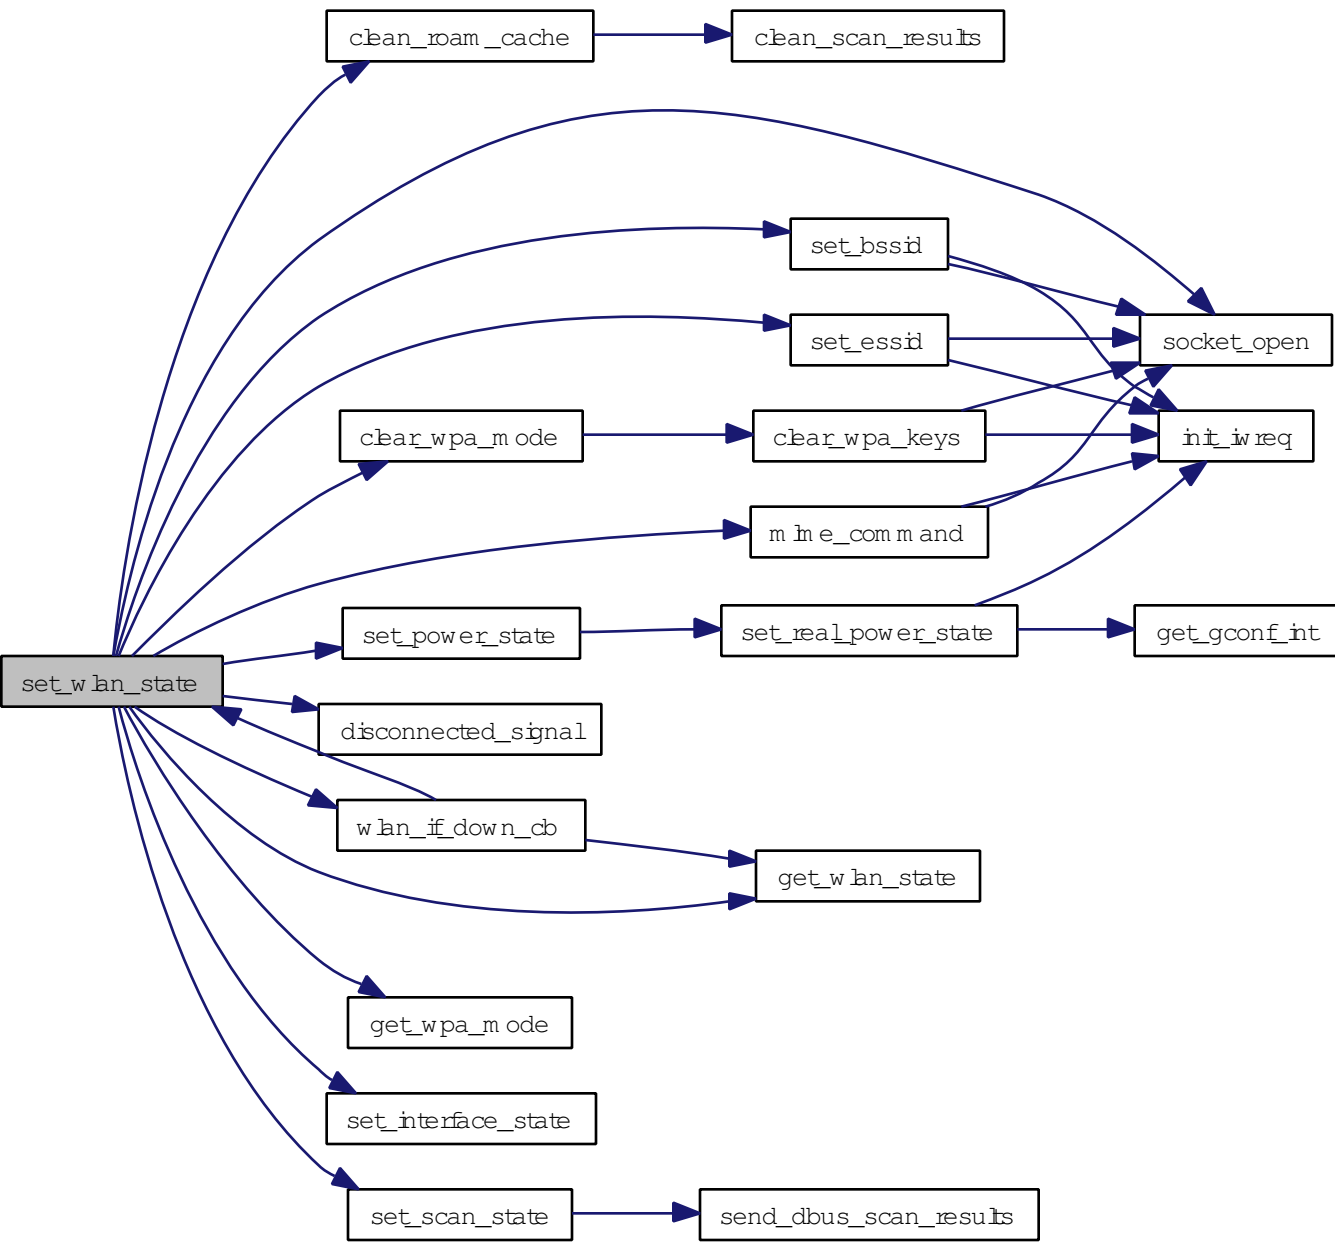 clean_roam_cache
clean_scan_results
set_bssid
set_essid
socket_open
clear_wpa_mode
clear_wpa_keys
init_iwreq
mlme_command
set_power_state
set_real_power_state
get_gconf_int
set_wlan_state
disconnected_signal
wlan_if_down_cb
get_wlan_state
get_wpa_mode
set_interface_state
set_scan_state
send_dbus_scan_results